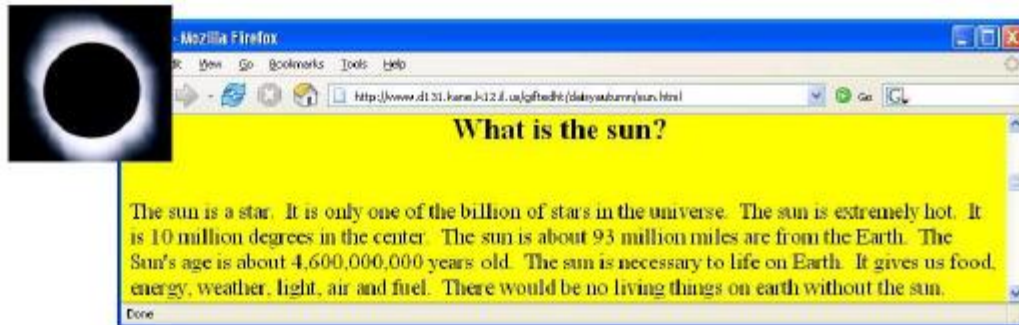 - Mozilla Firefox
View Go Bookmarks Tools Help
Go
What is the sun?
The sun is a star. It is only one of the billion of stars in the universe. The sun is extremely hot. It
is 10 million degrees in the center. The sun is about 93 million miles are from the Earth. The
Sun's age is about 4,600,000,000 years old. The sun is necessary to life on Earth. It gives us food,
energy, weather, light, air and fuel. There would be no living things on earth without the sun.
Done